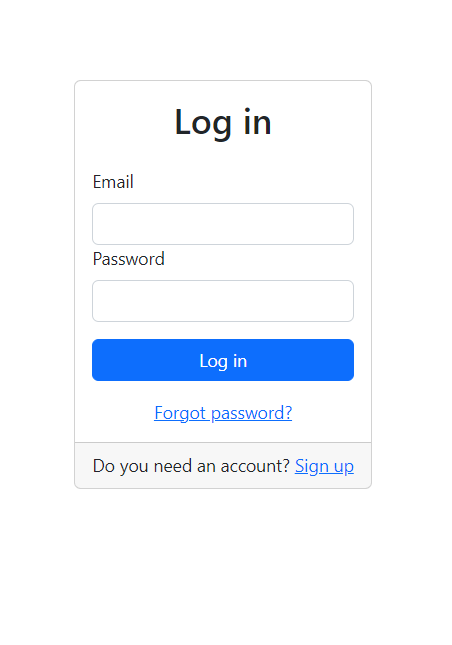 Log in
Email
Password
Log in
Forgot password?
Do you need an account? Sign up